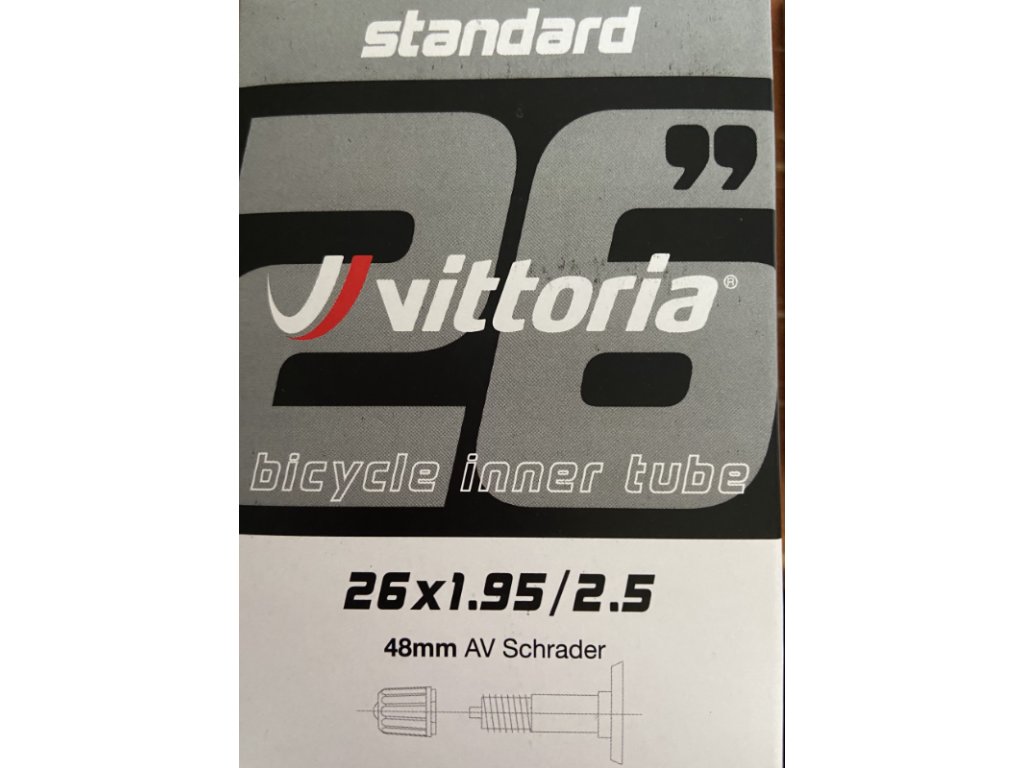 standard
26”
vittoria®
bicycle inner tube
26x1.95/2.5
48mm AV Schrader